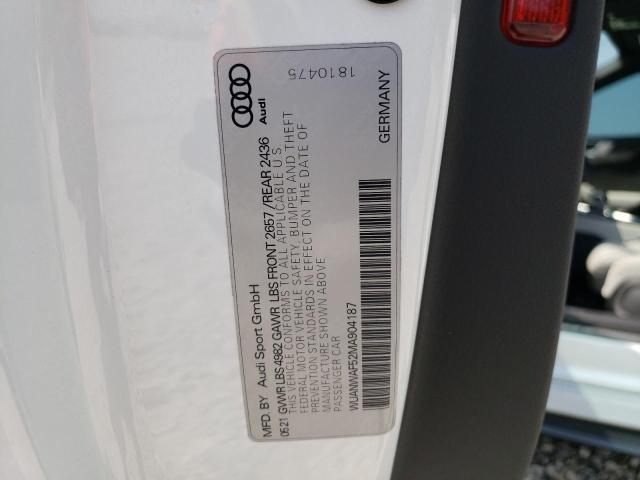 1810475
Audi
GERMANY
MFD. BY Audi Sport GmbH
05.21 GVWR LBS 4982 GAWR LBS FRONT 2657 / REAR 2436
THIS VEHICLE CONFORMS TO ALL APPLICABLE U.S.
FEDERAL MOTOR VEHICLE SAFETY, BUMPER AND THEFT
PREVENTION STANDARDS IN EFFECT ON THE DATE OF
MANUFACTURE SHOWN ABOVE
PASSENGER CAR
WUANWAF52MA904187